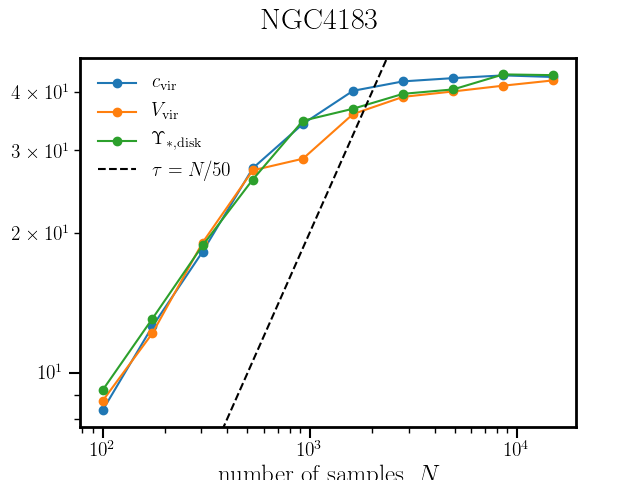 NGC4183
c_vir
V_vir
Υ_{*,disk}
τ = N/50
4 × 10^1
3 × 10^1
2 × 10^1
10^1
10^2
10^3
10^4
number of samples, N